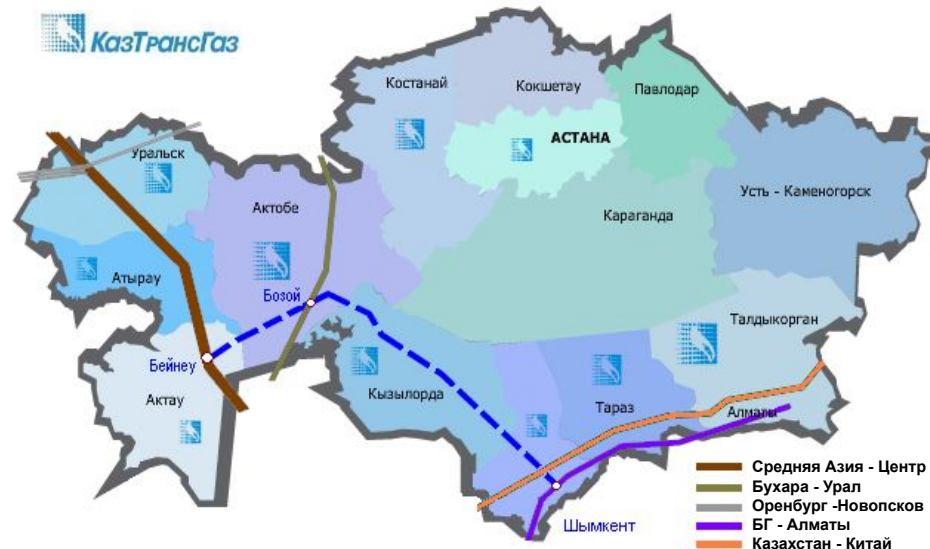 КазТрансГаз
Костанай
Кокшетау
Павлодар
АСТАНА
Уральск
Усть - Каменогорск
Актобе
Караганда
Атырау
Бозой
Талдыкорган
Бейнеу
Актау
Кызылорда
Тараз
Алматы
Шымкент
Средняя Азия - Центр
Бухара - Урал
Оренбург -Новопсков
БГ - Алматы
Казахстан - Китай